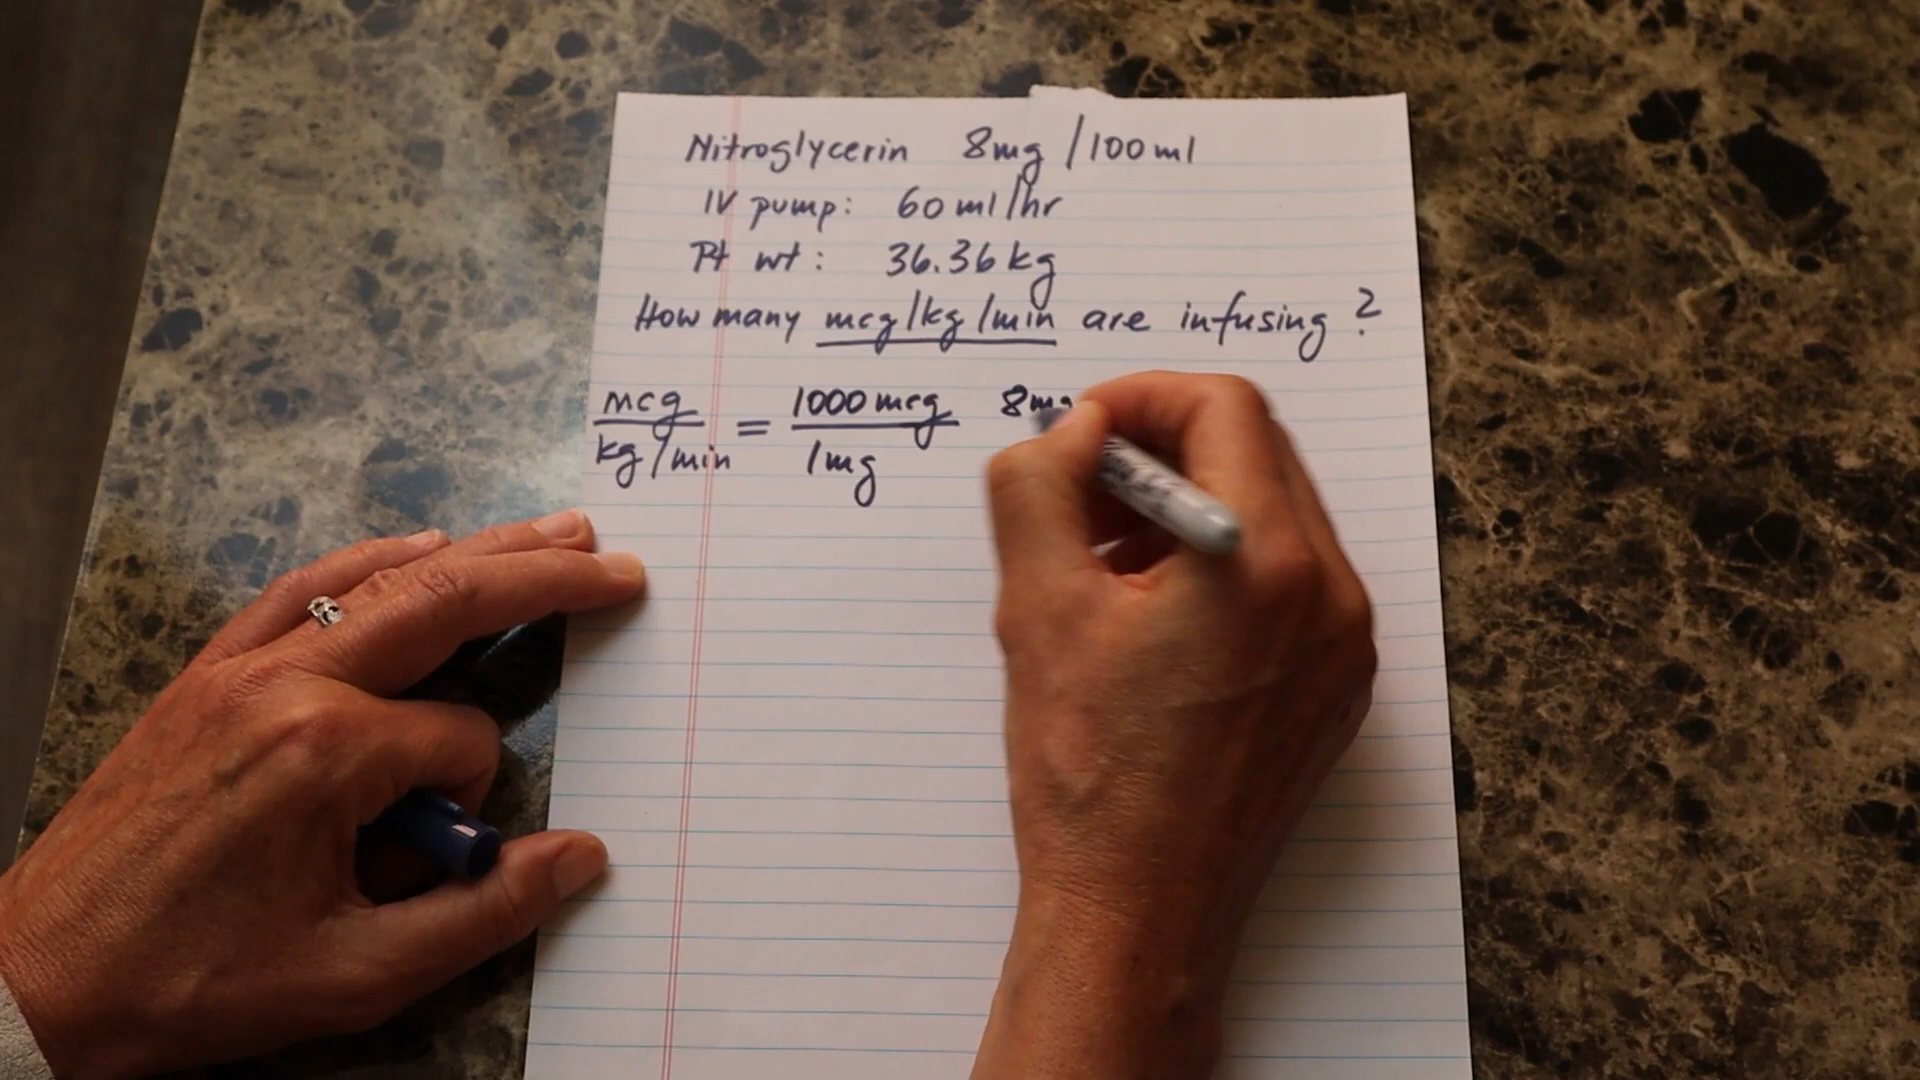 Nitroglycerin 8mg/100ml
IV pump: 60 ml/hr
Pt wt: 36.36 kg
How many mcg/kg/min are infusing?
mcg = 1000 mcg 8mg
kg/min 1mg